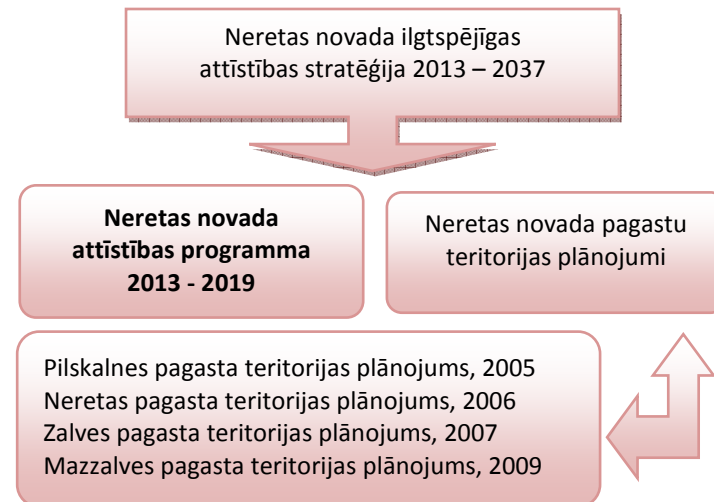 Neretas novada ilgtspējīgas
attīstības stratēģija 2013 – 2037
Neretas novada
attīstības programma
2013 - 2019
Neretas novada pagastu
teritorijas plānojumi
Pilskalnes pagasta teritorijas plānojums, 2005
Neretas pagasta teritorijas plānojums, 2006
Zalves pagasta teritorijas plānojums, 2007
Mazzalves pagasta teritorijas plānojums, 2009